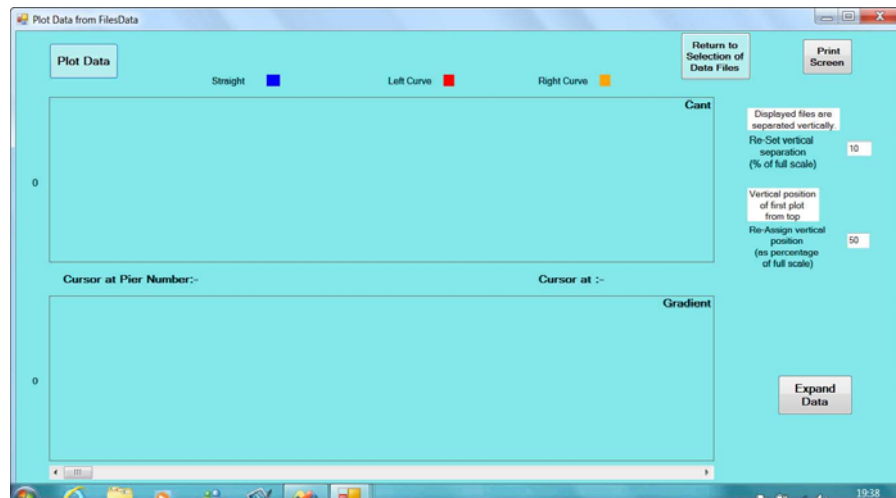 Plot Data from FilesData
Plot Data
Return to
Selection of
Data Files
Print
Screen
Straight
Left Curve
Right Curve
Cant
0
Displayed files are
separated vertically.
Re-Set vertical
separation
(% of full scale)
10
Vertical position
of first plot
from top
Re-Assign vertical
position
(as percentage
of full scale)
50
Cursor at Pier Number:-
Cursor at :-
Gradient
0
Expand
Data
19:38